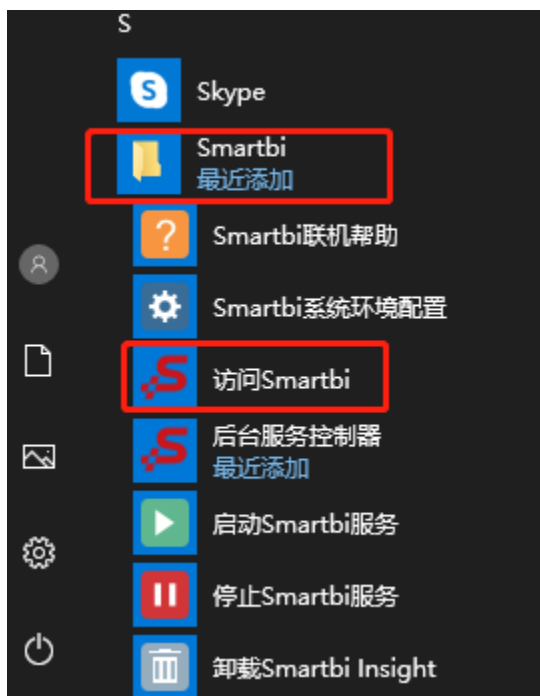 S
Skype
Smartbi
最近添加
Smartbi联机帮助
Smartbi系统环境配置
访问Smartbi
后台服务控制器
最近添加
启动Smartbi服务
停止Smartbi服务
卸载Smartbi Insight